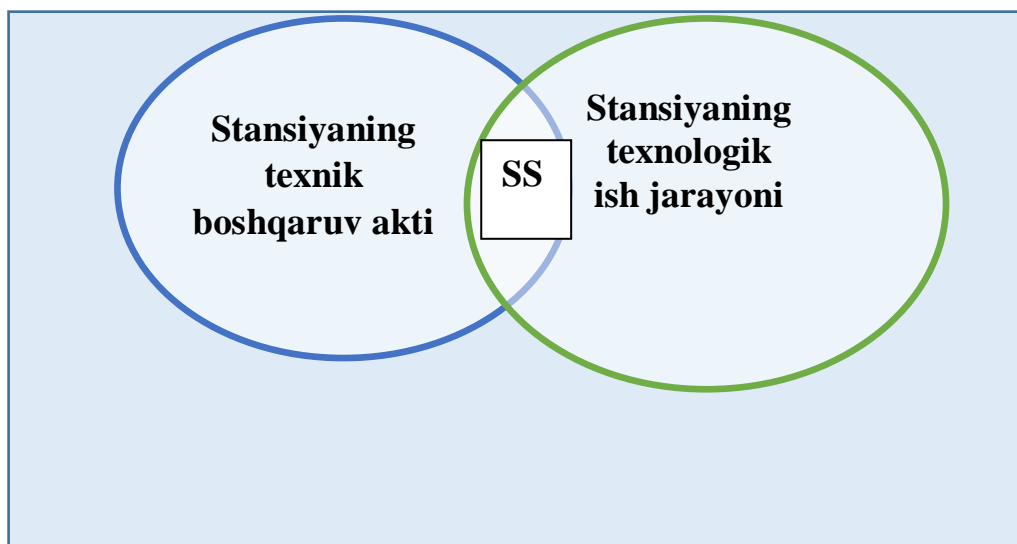 Stansiyaning
texnik
boshqaruv akti
SS
Stansiyaning
texnologik
ish jarayoni